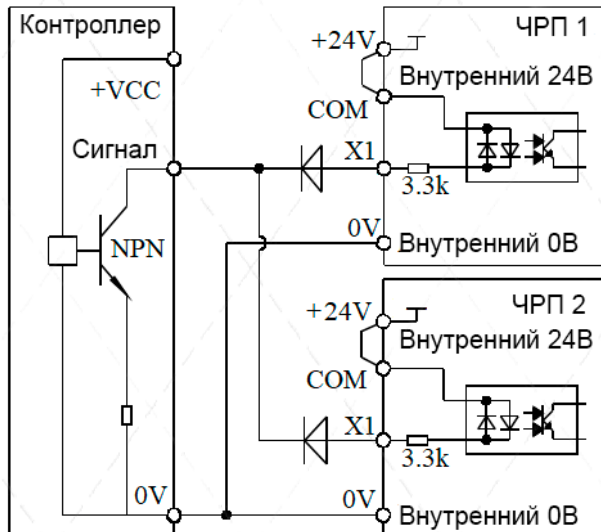 Контроллер
+VCC
Сигнал
NPN
0V
ЧРП 1
+24V
Внутренний 24В
COM
X1
3.3k
0V
Внутренний 0В
ЧРП 2
+24V
Внутренний 24В
COM
X1
3.3k
0V
Внутренний 0В